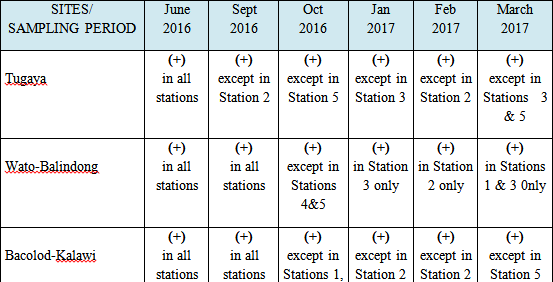 SITES/ SAMPLING PERIOD June 2016 Sept 2016 Oct 2016 Jan 2017 Feb 2017 March 2017
Tugaya (+) in all stations (+) except in Station 2 (+) except in Station 5 (+) except in Station 3 (+) except in Station 2 (+) except in Stations 3 & 5
Wato-Balindong (+) in all stations (+) in all stations (+) except in Stations 4&5 (+) in Station 3 only (+) in Station 2 only (+) in Stations 1 & 3 0nly
Bacolod-Kalawi (+) in all stations (+) in all stations (+) except in Stations 1, (+) except in Station 2 (+) except in Station 2 (+) except in Station 5